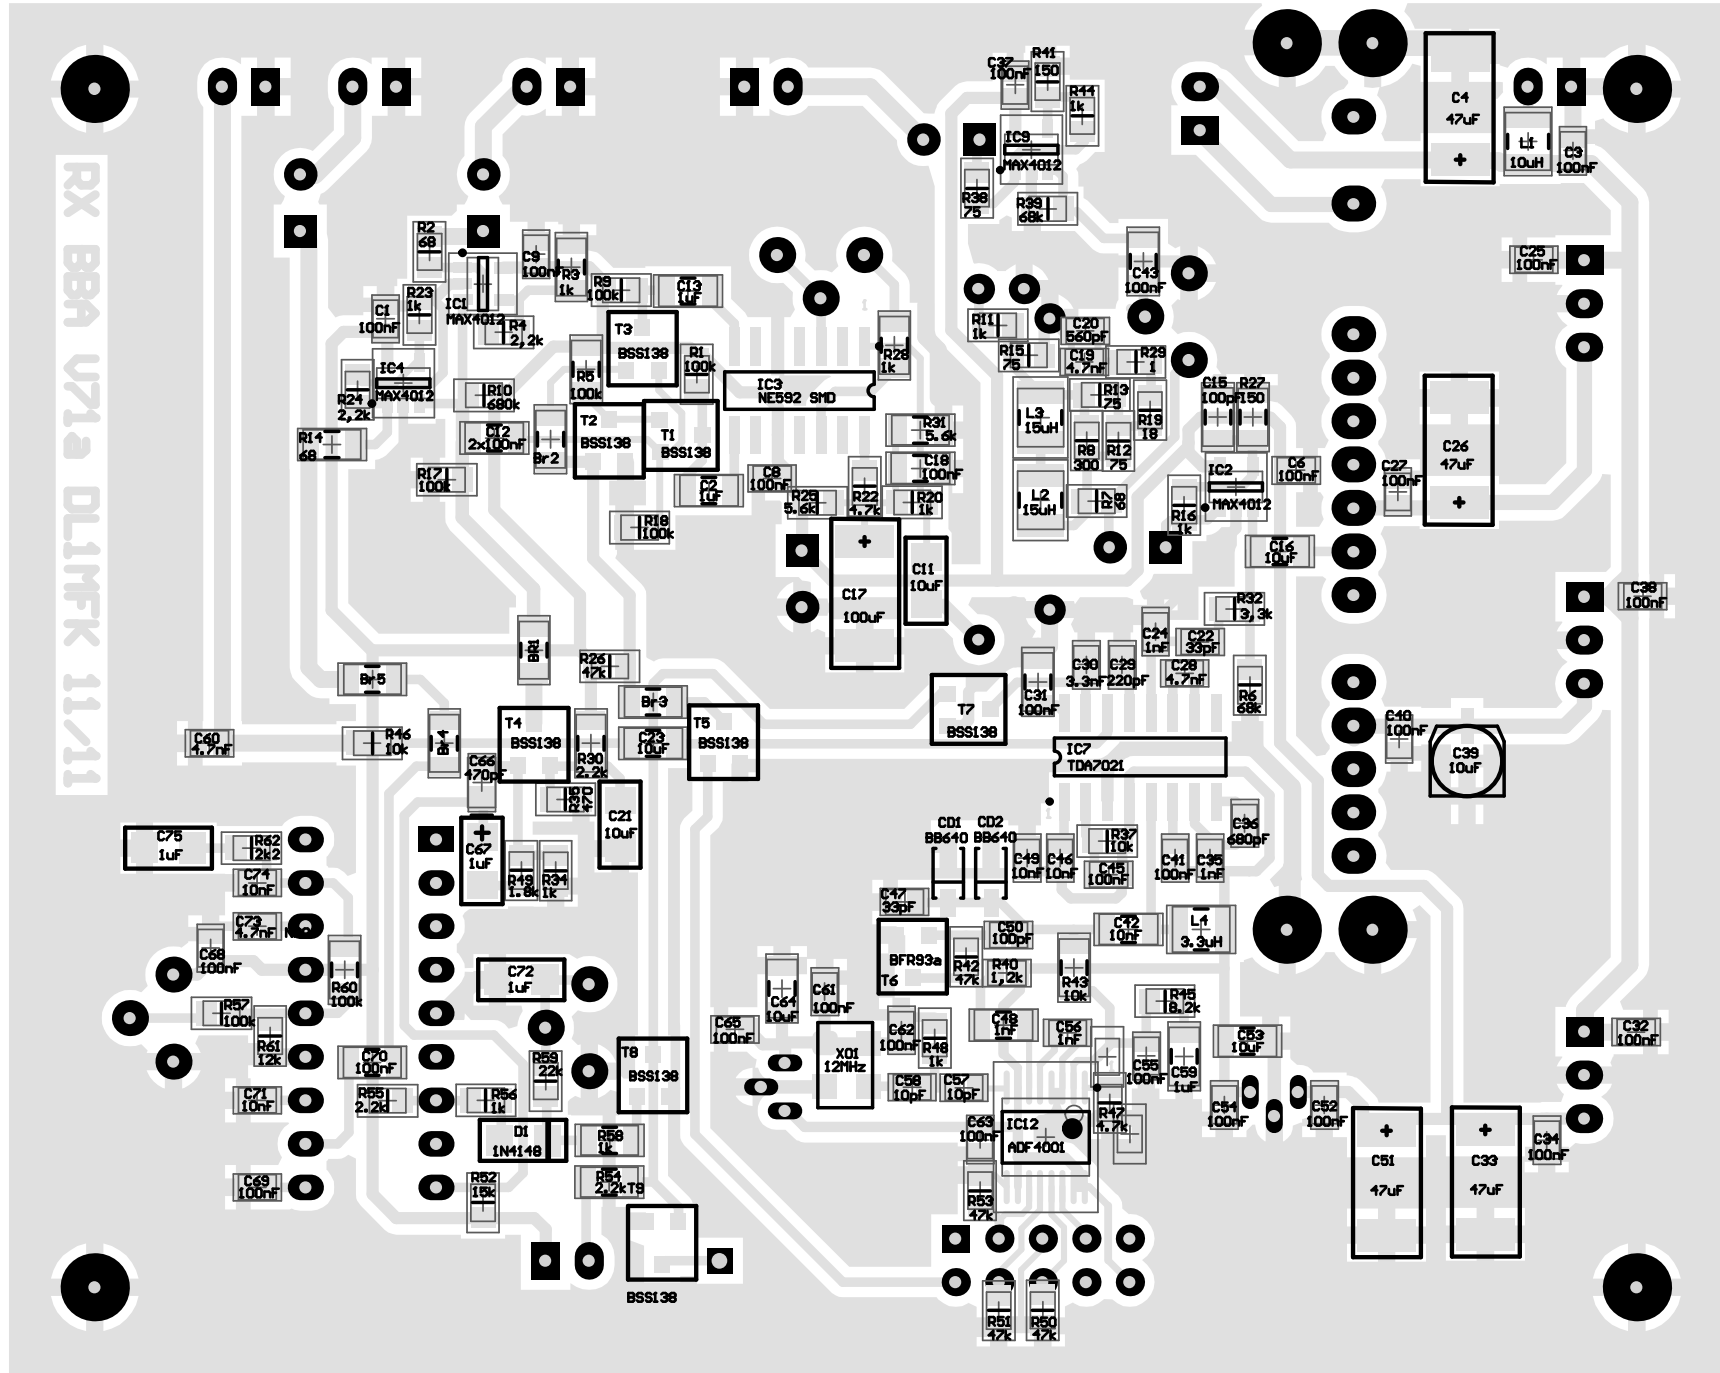 RX BBA V71a DL1MFK 11/11
C37
100nF
R41
150
R44
1k
IC9
MAX4012
R38
75
R39
68k
C4
47uF
L1
10uH
C3
100nF
C25
100nF
C43
100nF
R2
68
C9
100nF
R3
1k
R9
100k
C13
1uF
R23
1k
C1
100nF
IC1
MAX4012
R4
2,2k
T3
BSS138
R1
100k
R5
100k
R28
1k
R11
1k
R15
75
C20
560pF
C19
4.7nF
R29
1
IC4
MAX4012
R24
2,2k
R10
680k
IC3
NE592 SMD
R14
68
C12
2x100nF
Br2
T2
BSS138
T1
BSS138
R31
5.6k
C18
100nF
L3
15uH
R13
75
R19
18
R8
300
R12
75
C15
100pF
R27
150
C26
47uF
R17
100k
C2
1uF
C8
100nF
R25
5.6k
R22
4.7k
R20
1k
L2
15uH
R7
68
IC2
MAX4012
R16
1k
C6
100nF
C27
100nF
R18
100k
C16
10uF
C11
10uF
C17
100uF
C38
100nF
R32
3,3k
C24
1nF
C22
33pF
BR1
R26
47k
C30
3.3nF
C29
220pF
C28
4.7nF
Br5
Br3
C31
100nF
R6
68k
C60
4.7nF
R46
10k
Br4
T4
BSS138
R30
2.2k
C23
10uF
T5
BSS138
T7
BSS138
IC7
TDA7021
C40
100nF
C39
10uF
C66
470pF
R35
470
C21
10uF
C75
1uF
R62
2k2
C67
1uF
R49
1.8k
R34
1k
CD1
BB640
CD2
BB640
C49
10nF
C46
10nF
R37
10k
C45
100nF
C41
100nF
C35
1nF
C36
680pF
C74
10nF
C73
4.7nF
C68
100nF
C47
33pF
C50
100pF
C42
10nF
L4
3.3uH
BFR93a
T6
R42
47k
R40
1,2k
R43
10k
R45
8.2k
R60
100k
C72
1uF
C64
10uF
C61
100nF
R57
100k
R61
12k
C65
100nF
XO1
12MHz
C62
100nF
R48
1k
C48
1nF
C56
1nF
C55
100nF
C59
1uF
C53
10uF
C32
100nF
C70
100nF
R59
22k
T8
BSS138
C58
10pF
C57
10pF
C71
10nF
R55
2.2k
R56
1k
R47
4.7k
C54
100nF
C52
100nF
C63
100nF
IC12
ADF4001
D1
1N4148
R58
1k
C51
47uF
C33
47uF
C34
100nF
C69
100nF
R52
15k
R54
2.2k
T9
BSS138
R53
47k
R51
47k
R50
47k